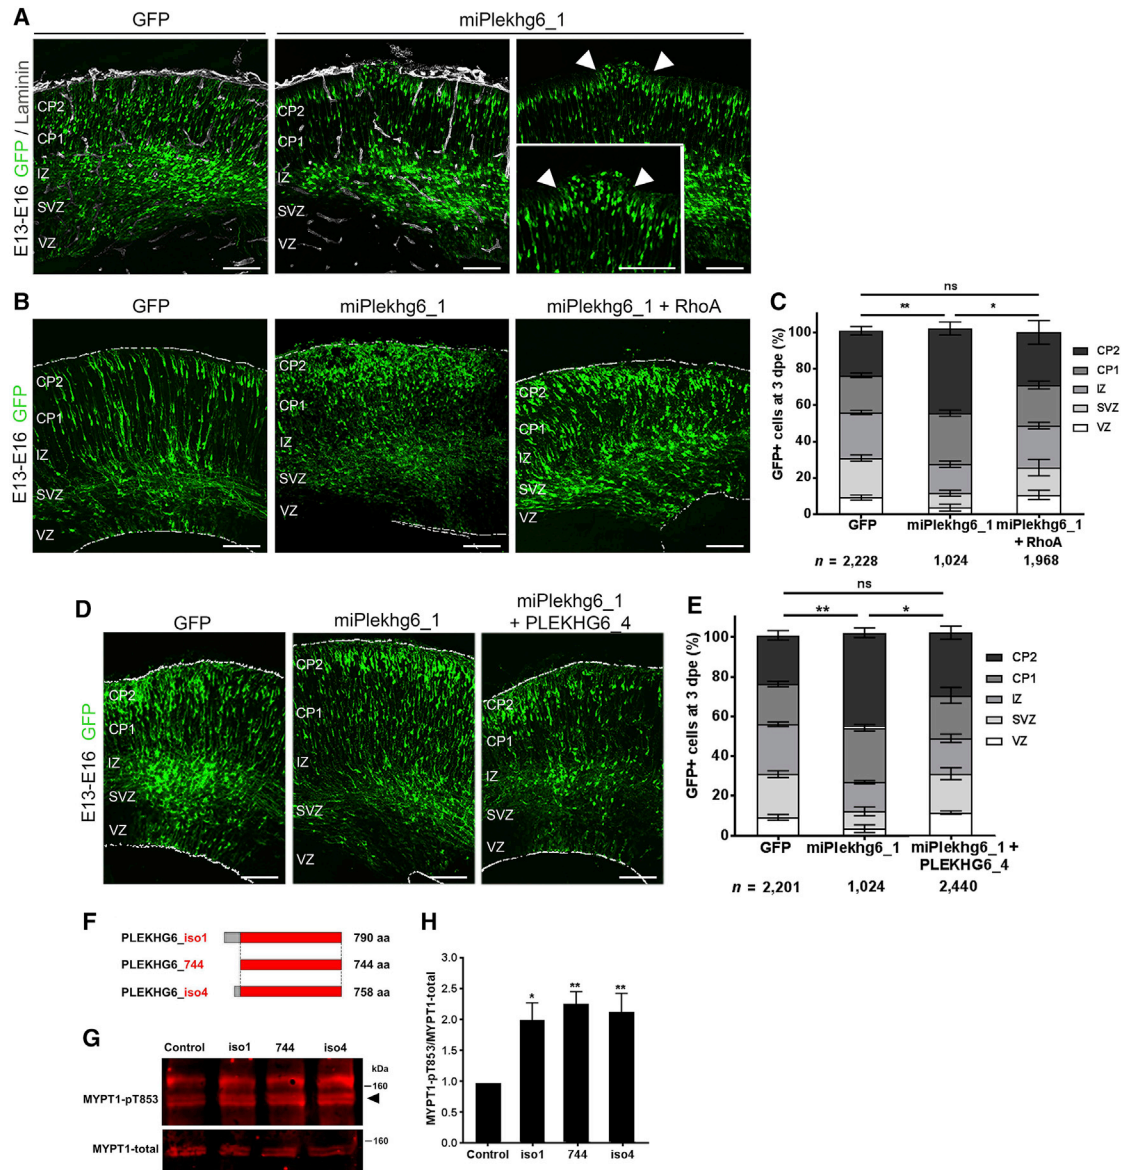 A
GFP
miPlekhg6_1
E13-E16 GFP / Laminin
CP2
CP1
IZ
SVZ
VZ
CP2
CP1
IZ
SVZ
VZ
B
GFP
miPlekhg6_1
miPlekhg6_1 + RhoA
E13-E16 GFP
CP2
CP1
IZ
SVZ
VZ
CP2
CP1
IZ
SVZ
VZ
CP2
CP1
IZ
SVZ
VZ
C
ns
** *
GFP+ cells at 3 dpe (%)
100
80
60
40
20
0
CP2
CP1
IZ
SVZ
VZ
GFP miPlekhg6_1 miPlekhg6_1 + RhoA
n = 2,228 1,024 1,968
D
GFP
miPlekhg6_1
miPlekhg6_1
+ PLEKHG6_4
E13-E16 GFP
CP2
CP1
IZ
SVZ
VZ
CP2
CP1
IZ
SVZ
VZ
CP2
CP1
IZ
SVZ
VZ
E
ns
** *
GFP+ cells at 3 dpe (%)
100
80
60
40
20
0
CP2
CP1
IZ
SVZ
VZ
GFP miPlekhg6_1 miPlekhg6_1 + PLEKHG6_4
n = 2,201 1,024 2,440
F
PLEKHG6_iso1 790 aa
PLEKHG6_744 744 aa
PLEKHG6_iso4 758 aa
G
Control iso1 744 iso4
kDa
160
MYPT1-pT853
160
MYPT1-total
H
MYPT1-pT853/MYPT1-total
3.0
2.5
2.0
1.5
1.0
0.5
0.0
* ** **
Control iso1 744 iso4